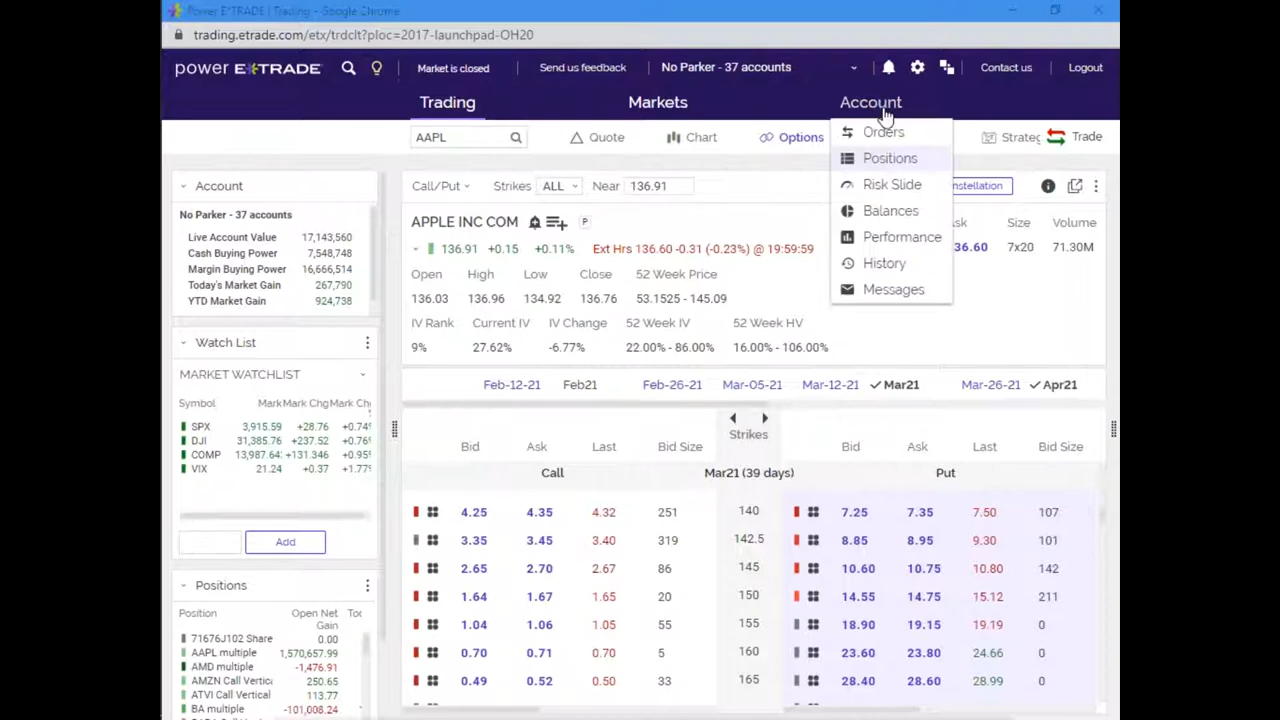 Power E*TRADE | Trading - Google Chrome
trading.etrade.com/etx/trdclt?ploc=2017-launchpad-OH20
power E*TRADE Market is closed Send us feedback No Parker - 37 accounts Contact us Logout
Trading Markets Account
AAPL Quote Chart Options Strateg Trade
Orders
Positions
Risk Slide
Balances
Performance
History
Messages
Account
No Parker - 37 accounts
Live Account Value 17,143,560
Cash Buying Power 7,548,748
Margin Buying Power 16,666,514
Today's Market Gain 267,790
YTD Market Gain 924,738
Watch List
MARKET WATCHLIST
Symbol Mark Mark Chg Mark Ch
SPX 3,915.59 +28.76 +0.74
DJI 31,385.76 +237.52 +0.76
COMP 13,987.64 +131.346 +0.95
VIX 21.24 +0.37 +1.77
Add
Positions
Position Open Net Gain
71676J102 Share 0.00
AAPL multiple 1,570,657.99
AMD multiple -1,476.91
AMZN Call Vertic 250.65
ATVI Call Vertical 113.77
BA multiple -101,008.24
Call/Put Strikes ALL Near 136.91 nstellation
APPLE INC COM P Ask Size Volume
136.91 +0.15 +0.11% Ext Hrs 136.60 -0.31 (-0.23%) @ 19:59:59 36.60 7x20 71.30M
Open High Low Close 52 Week Price
136.03 136.96 134.92 136.76 53.1525 - 145.09
IV Rank Current IV IV Change 52 Week IV 52 Week HV
9% 27.62% -6.77% 22.00% - 86.00% 16.00% - 106.00%
Feb-12-21 Feb21 Feb-26-21 Mar-05-21 Mar-12-21 Mar21 Mar-26-21 Apr21
Strikes
Bid Ask Last Bid Size Bid Ask Last Bid Size
Call Mar21 (39 days) Put
4.25 4.35 4.32 251 140 7.25 7.35 7.50 107
3.35 3.45 3.40 319 142.5 8.85 8.95 9.30 101
2.65 2.70 2.67 86 145 10.60 10.75 10.80 142
1.64 1.67 1.65 20 150 14.55 14.75 15.12 211
1.04 1.06 1.05 55 155 18.90 19.15 19.19 0
0.70 0.71 0.70 5 160 23.60 23.80 24.66 0
0.49 0.52 0.50 33 165 28.40 28.60 28.99 0